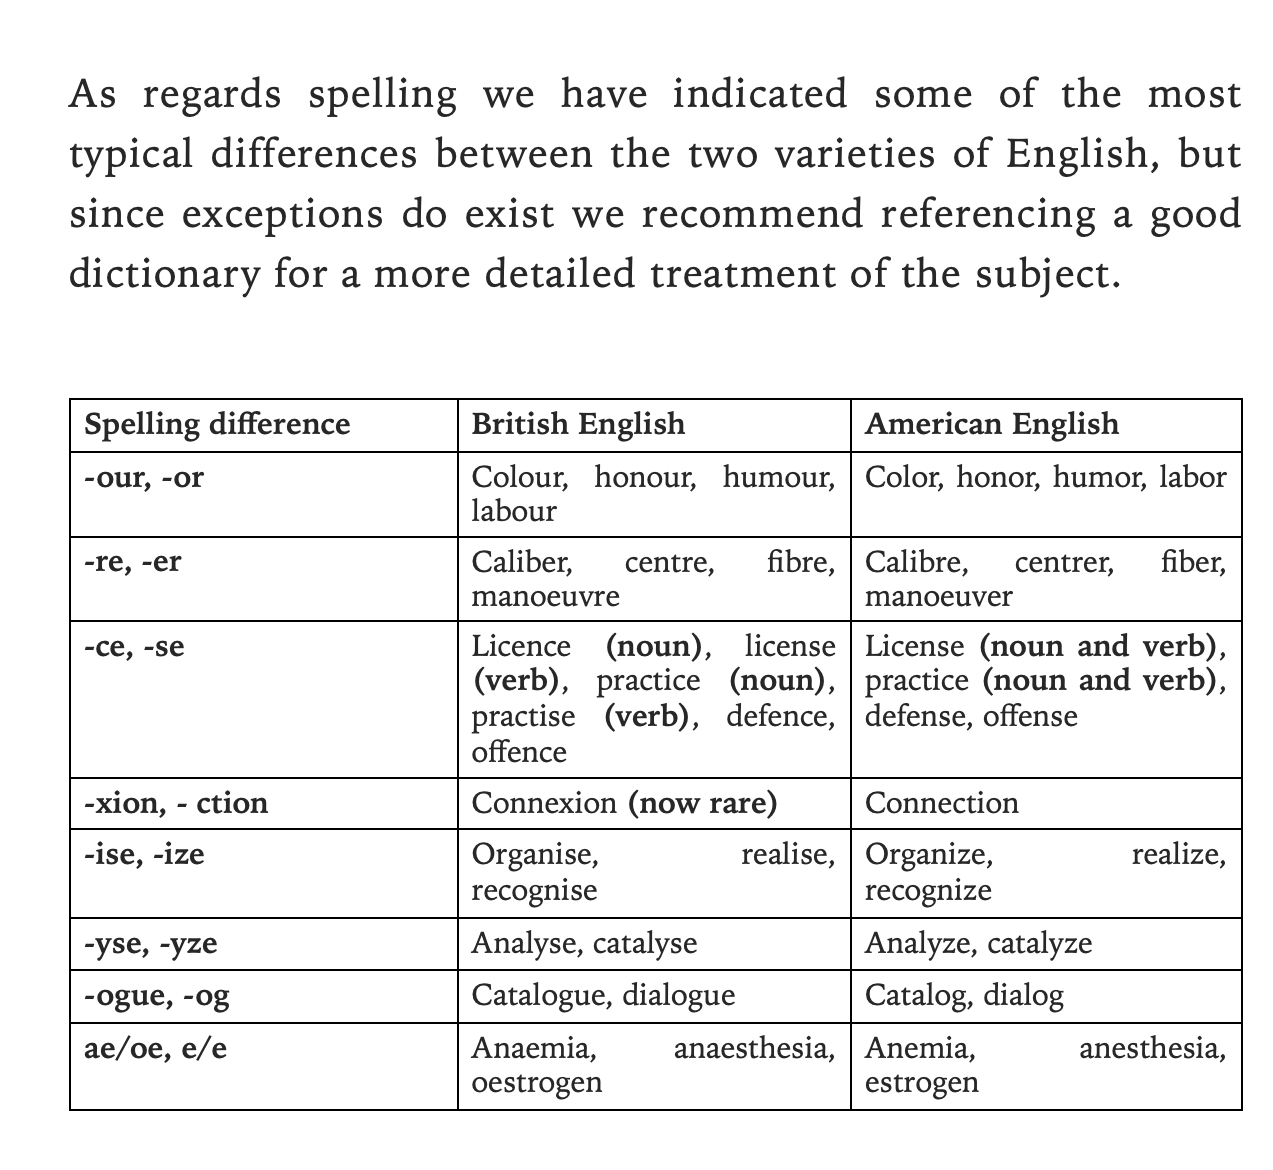 As regards spelling we have indicated some of the most
typical differences between the two varieties of English, but
since exceptions do exist we recommend referencing a good
dictionary for a more detailed treatment of the subject.
Spelling difference British English American English
-our, -or Colour, honour, humour, Color, honor, humor, labor
labour
-re, -er Caliber, centre, fibre, Calibre, centrer, fiber,
manoeuvre manoeuver
-ce, -se Licence (noun), license License (noun and verb),
(verb), practice (noun), practice (noun and verb),
practise (verb), defence, defense, offense
offence
-xion, - ction Connexion (now rare) Connection
-ise, -ize Organise, realise, Organize, realize,
recognise recognize
-yse, -yze Analyse, catalyse Analyze, catalyze
-ogue, -og Catalogue, dialogue Catalog, dialog
ae/oe, e/e Anaemia, anaesthesia, Anemia, anesthesia,
oestrogen estrogen